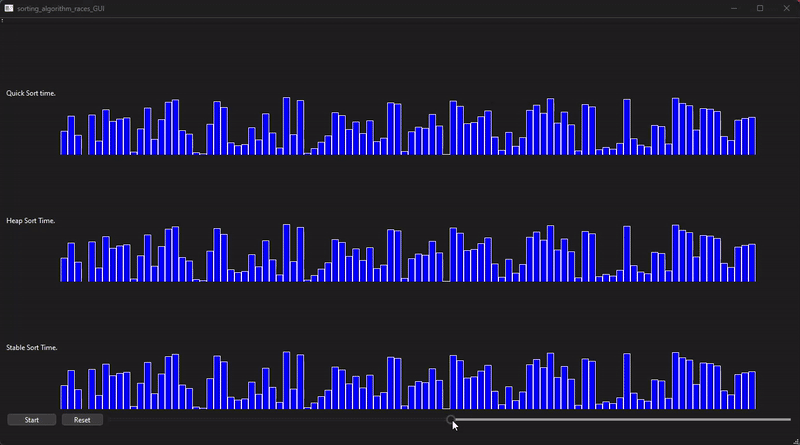 sorting_algorithm_races_GUI
Quick Sort time.
Heap Sort Time.
Stable Sort Time.
Start
Reset